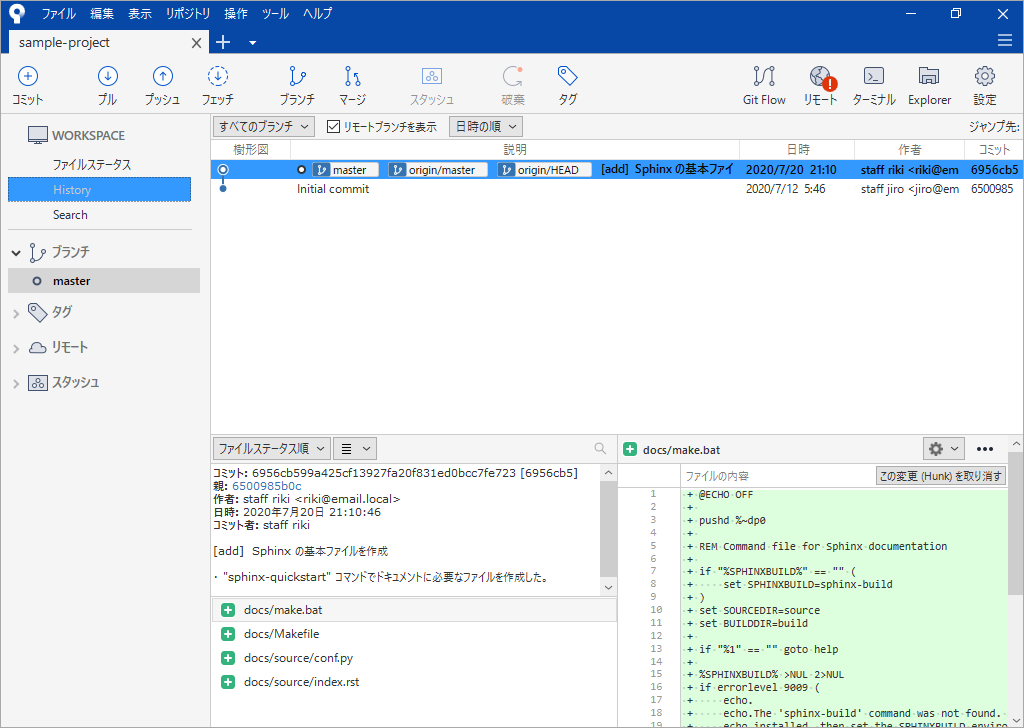 ファイル 編集 表示 リポジトリ 操作 ツール ヘルプ
sample-project
コミット プル プッシュ フェッチ ブランチ マージ スタッシュ 破棄 タグ Git Flow リモート ターミナル Explorer 設定
WORKSPACE
ファイルステータス
History
Search
ブランチ
master
タグ
リモート
スタッシュ
すべてのブランチ リモートブランチを表示 日時の順 ジャンプ先:
樹形図 説明 日時 作者 コミット
master origin/master origin/HEAD [add] Sphinx の基本ファイ 2020/7/20 21:10 staff riki <riki@em 6956cb5
Initial commit 2020/7/12 5:46 staff jiro <jiro@em 6500985
ファイルステータス順
コミット: 6956cb599a425cf13927fa20f831ed0bcc7fe723 [6956cb5]
親: 6500985b0c
作者: staff riki <riki@email.local>
日時: 2020年7月20日 21:10:46
コミット者: staff riki
[add] Sphinx の基本ファイルを作成
・ "sphinx-quickstart" コマンドでドキュメントに必要なファイルを作成した。
docs/make.bat
docs/Makefile
docs/source/conf.py
docs/source/index.rst
docs/make.bat
ファイルの内容 この変更 (Hunk) を取り消す
1 + @ECHO OFF
2 +
3 + pushd %~dp0
4 +
5 + REM Command file for Sphinx documentation
6 +
7 + if "%SPHINXBUILD%" == "" (
8 + set SPHINXBUILD=sphinx-build
9 + )
10 + set SOURCEDIR=source
11 + set BUILDDIR=build
12 +
13 + if "%1" == "" goto help
14 +
15 + %SPHINXBUILD% >NUL 2>NUL
16 + if errorlevel 9009 (
17 + echo.
18 + echo.The 'sphinx-build' command was not found.
19 + echo.installed, then set the SPHINXBUILD enviro